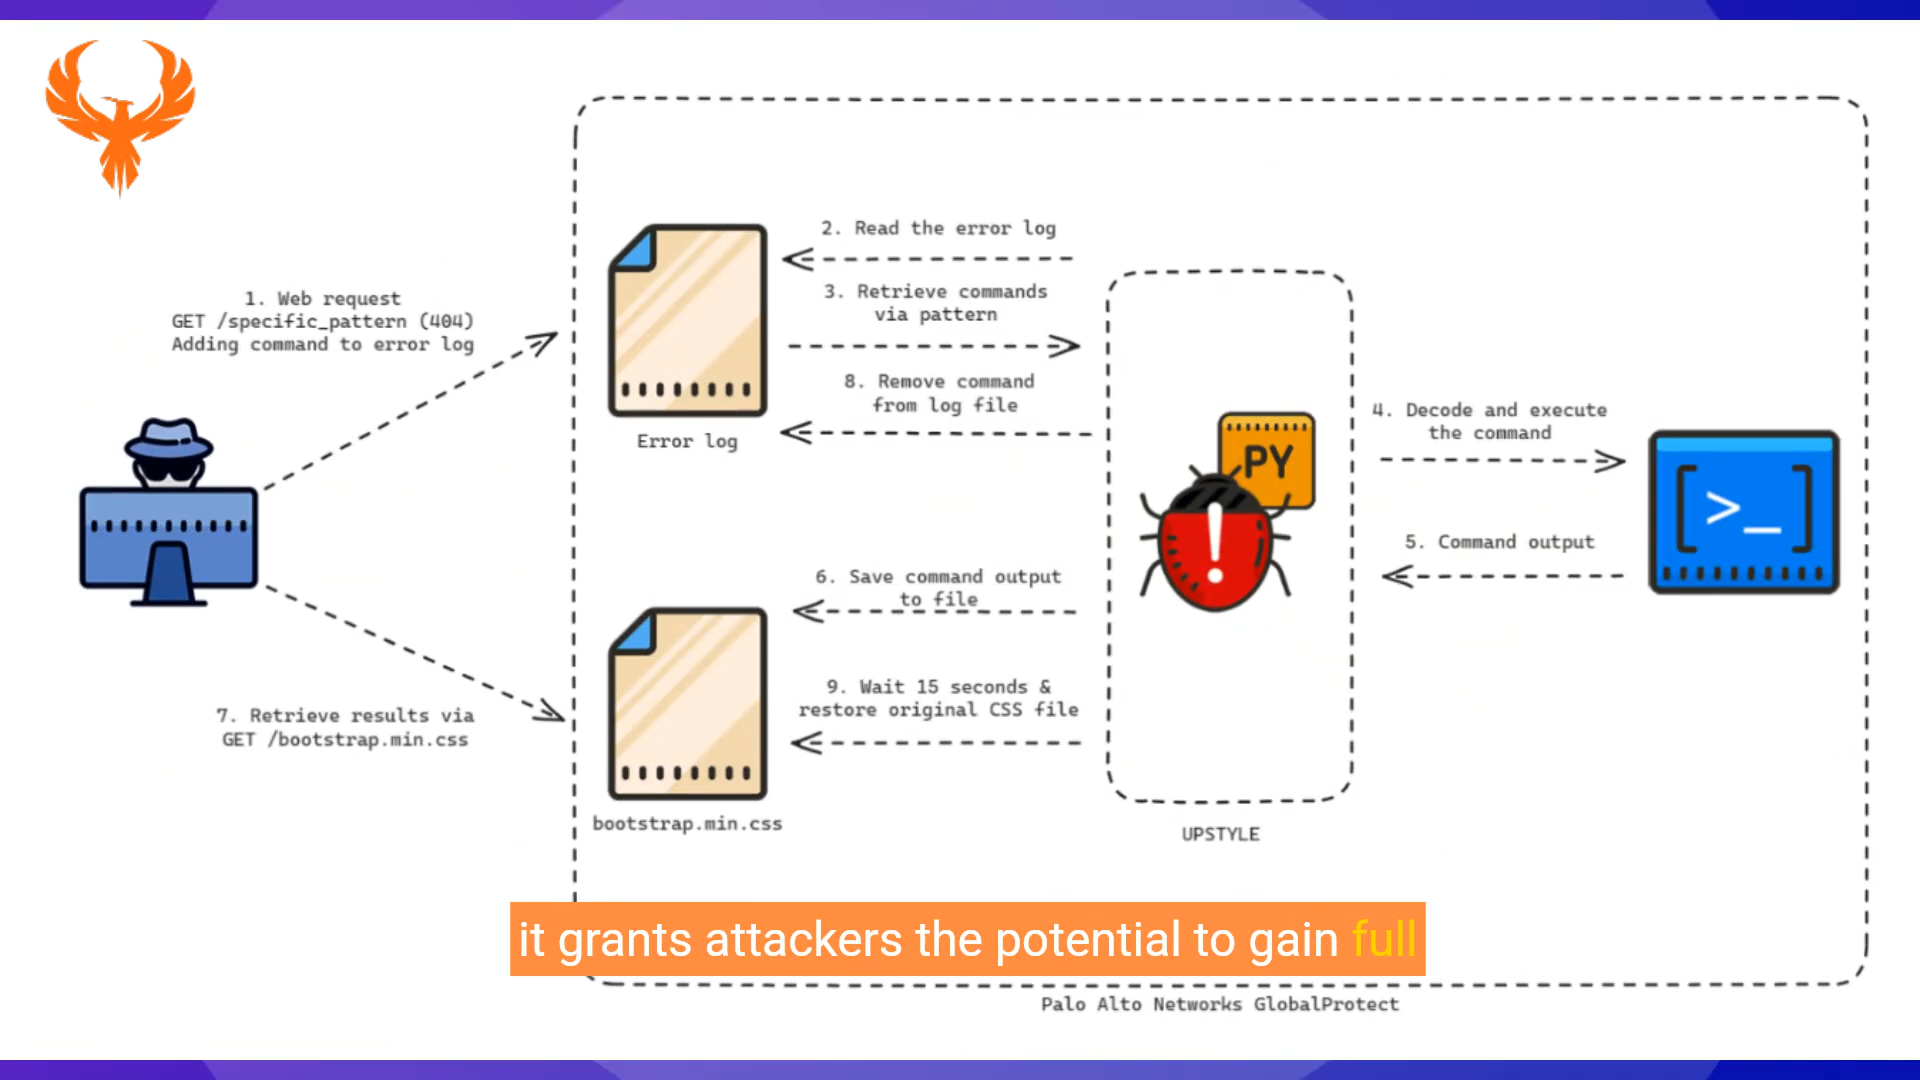 1. Web request
GET /specific_pattern (404)
Adding command to error log
2. Read the error log
3. Retrieve commands
via pattern
8. Remove command
from log file
Error log
PY
4. Decode and execute
the command
[>_]
5. Command output
6. Save command output
to file
9. Wait 15 seconds &
restore original CSS file
7. Retrieve results via
GET /bootstrap.min.css
bootstrap.min.css
UPSTYLE
it grants attackers the potential to gain full
Palo Alto Networks GlobalProtect